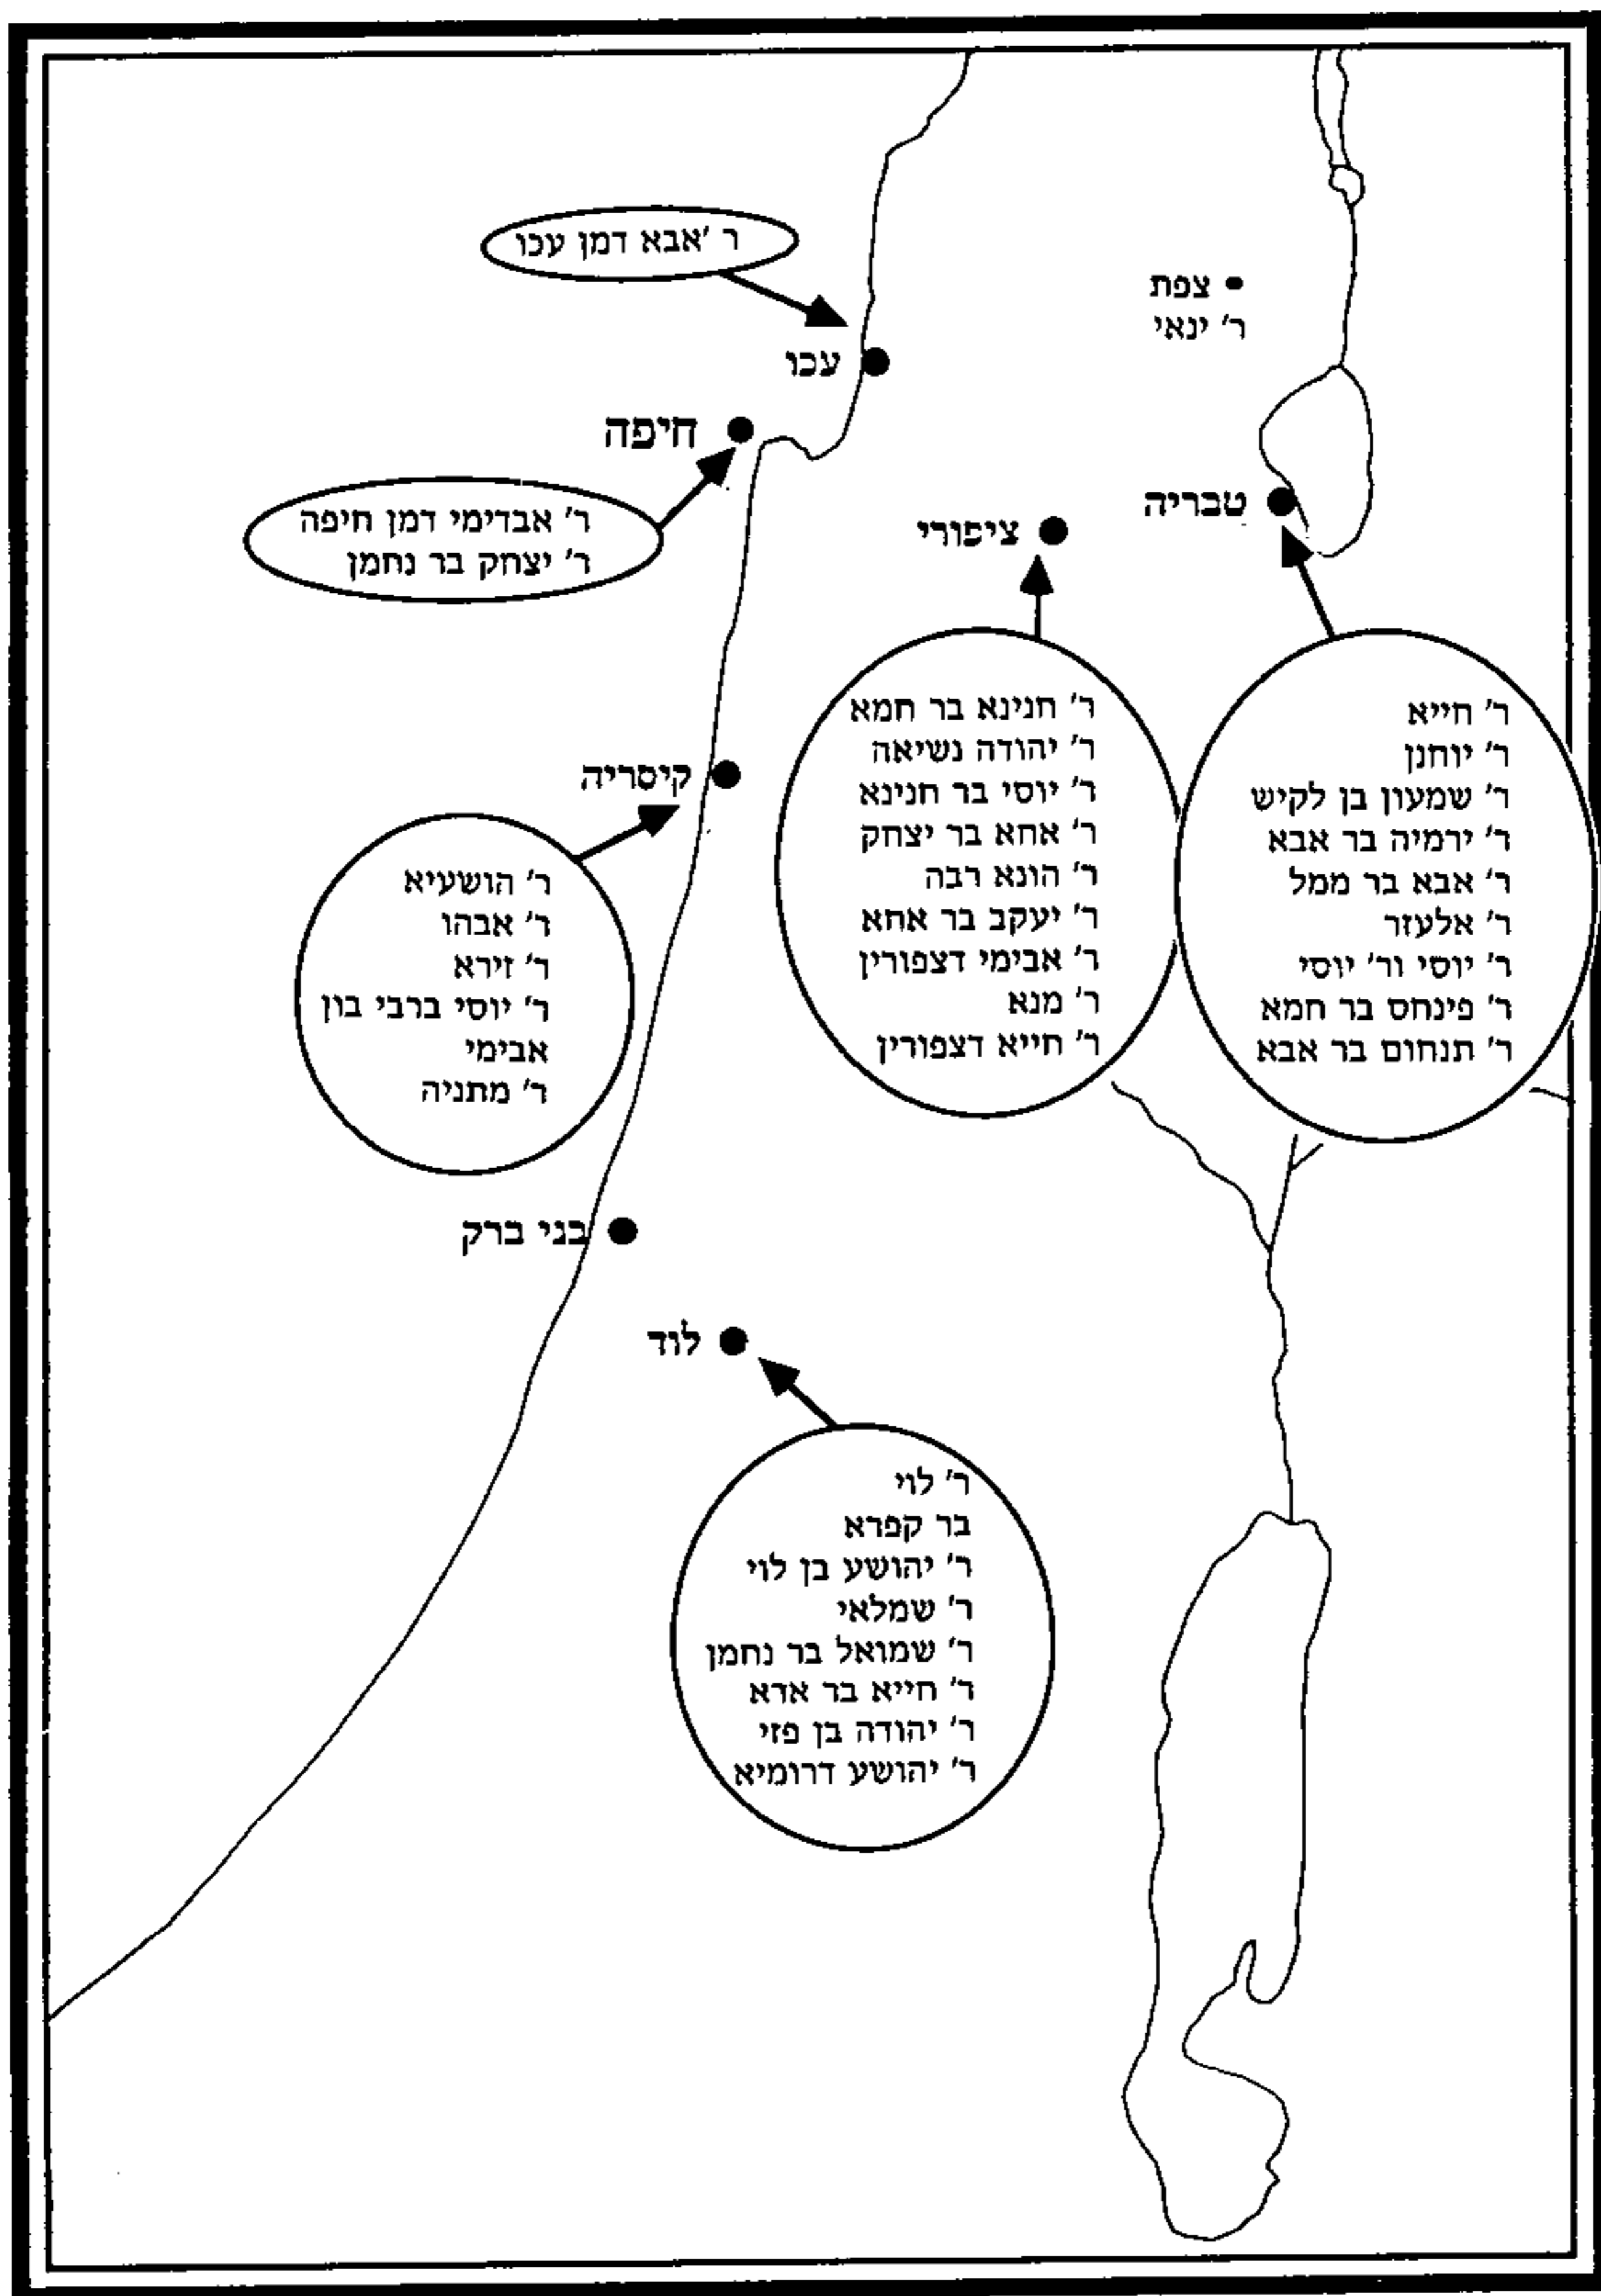 ר 'אבא דמן עכו
צפת
ר' ינאי
עכו
חיפה
ר' אבדימי דמן חיפה
ר' יצחק בר נחמן
טבריה
ציפורי
ר' חייא
ר' יוחנן
ר' שמעון בן לקיש
ר' ירמיה בר אבא
ר' אבא בר ממל
ר' אלעזר
ר' יוסי ור' יוסי
ר' פינחס בר חמא
ר' תנחום בר אבא
ר' חנינא בר חמא
ר' יהודה נשיאה
ר' יוסי בר חנינא
ר' אחא בר יצחק
ר' הונא רבה
ר' יעקב בר אחא
ר' אבימי דצפורין
ר' מנא
ר' חייא דצפורין
קיסריה
ר' הושעיא
ר' אבהו
ר' זירא
ר' יוסי ברבי בון
אבימי
ר' מתניה
בני ברק
לוד
ר' לוי
בר קפרא
ר' יהושע בן לוי
ר' שמלאי
ר' שמואל בר נחמן
ר' חייא בר אדא
ר' יהודה בן פזי
ר' יהושע דרומיא